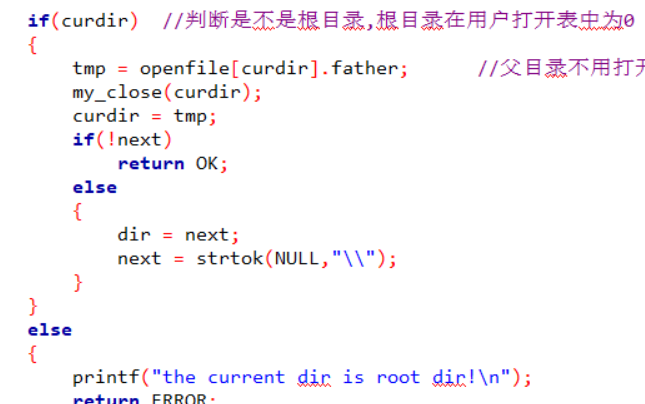 if(curdir) //判断是不是根目录,根目录在用户打开表中为0
{
tmp = openfile[curdir].father; //父目录不用打开
my_close(curdir);
curdir = tmp;
if(!next)
return OK;
else
{
dir = next;
next = strtok(NULL,"\\");
}
}
else
{
printf("the current dir is root dir!\n");
return ERROR;